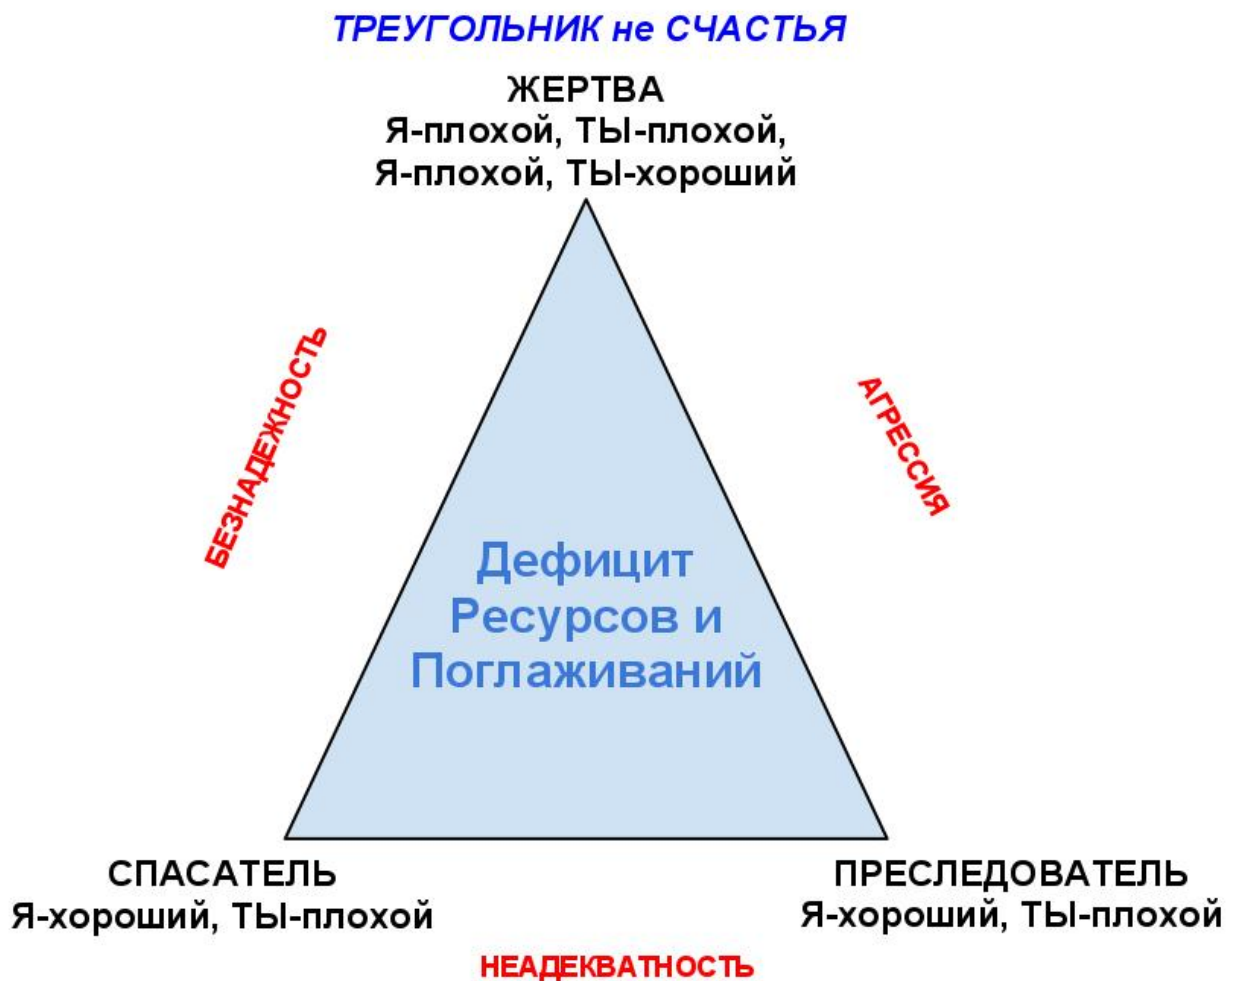 ТРЕУГОЛЬНИК не СЧАСТЬЯ
ЖЕРТВА
Я-плохой, ТЫ-плохой,
Я-плохой, ТЫ-хороший
БЕЗНАДЕЖНОСТЬ
АГРЕССИЯ
Дефицит
Ресурсов и
Поглаживаний
СПАСАТЕЛЬ
Я-хороший, ТЫ-плохой
ПРЕСЛЕДОВАТЕЛЬ
Я-хороший, ТЫ-плохой
НЕАДЕКВАТНОСТЬ